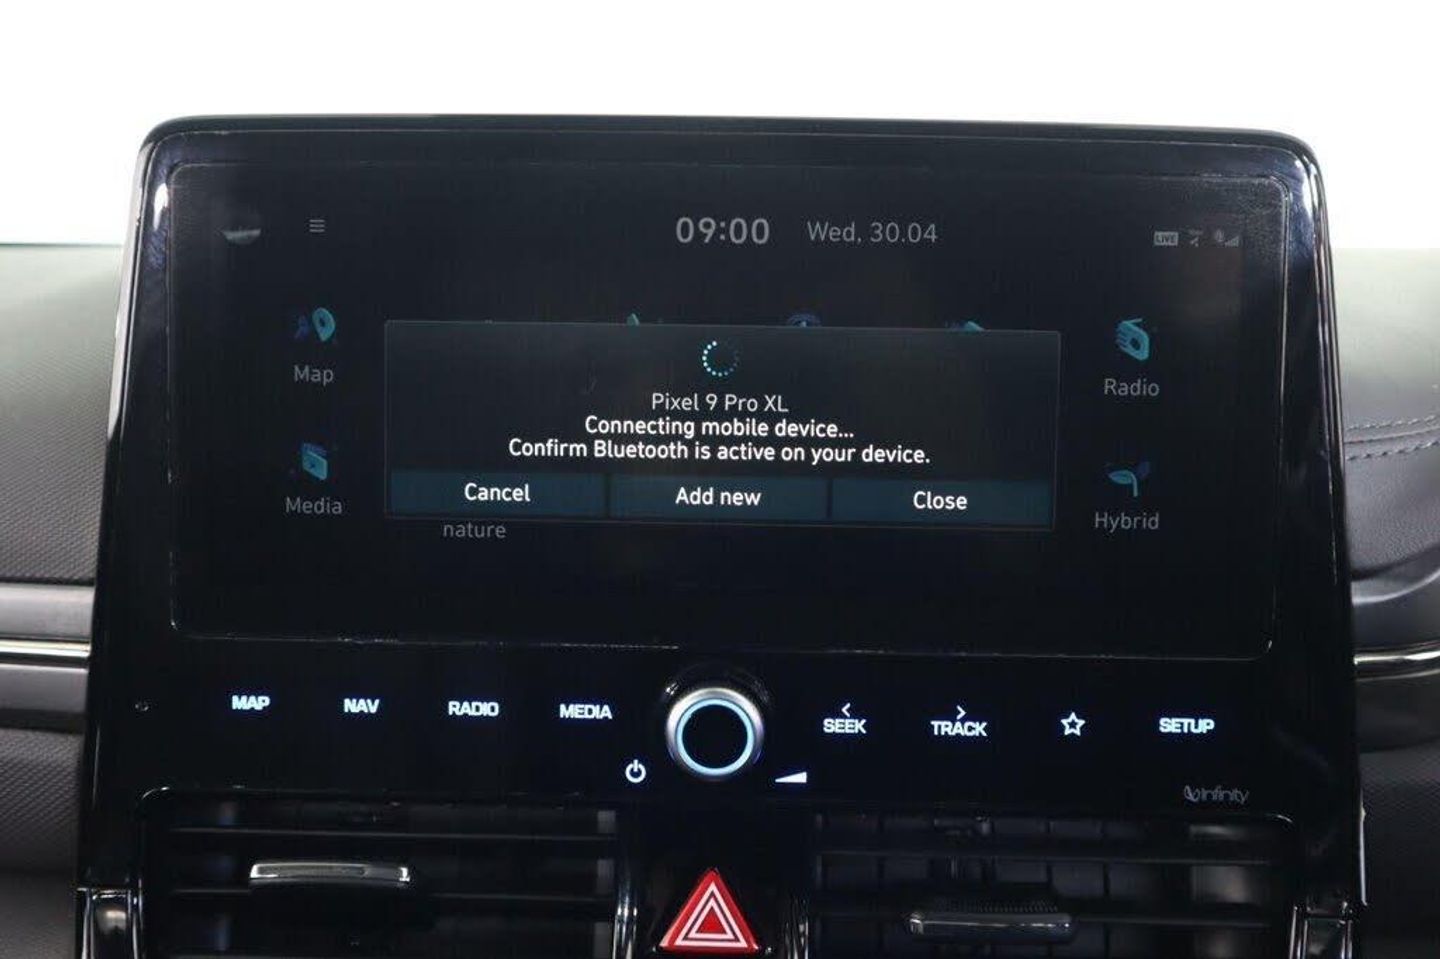 09:00 Wed, 30.04
LIVE
Map
Radio
Pixel 9 Pro XL
Connecting mobile device...
Confirm Bluetooth is active on your device.
Cancel Add new Close
Media
nature
Hybrid
MAP NAV RADIO MEDIA SEEK TRACK SETUP
Infinity